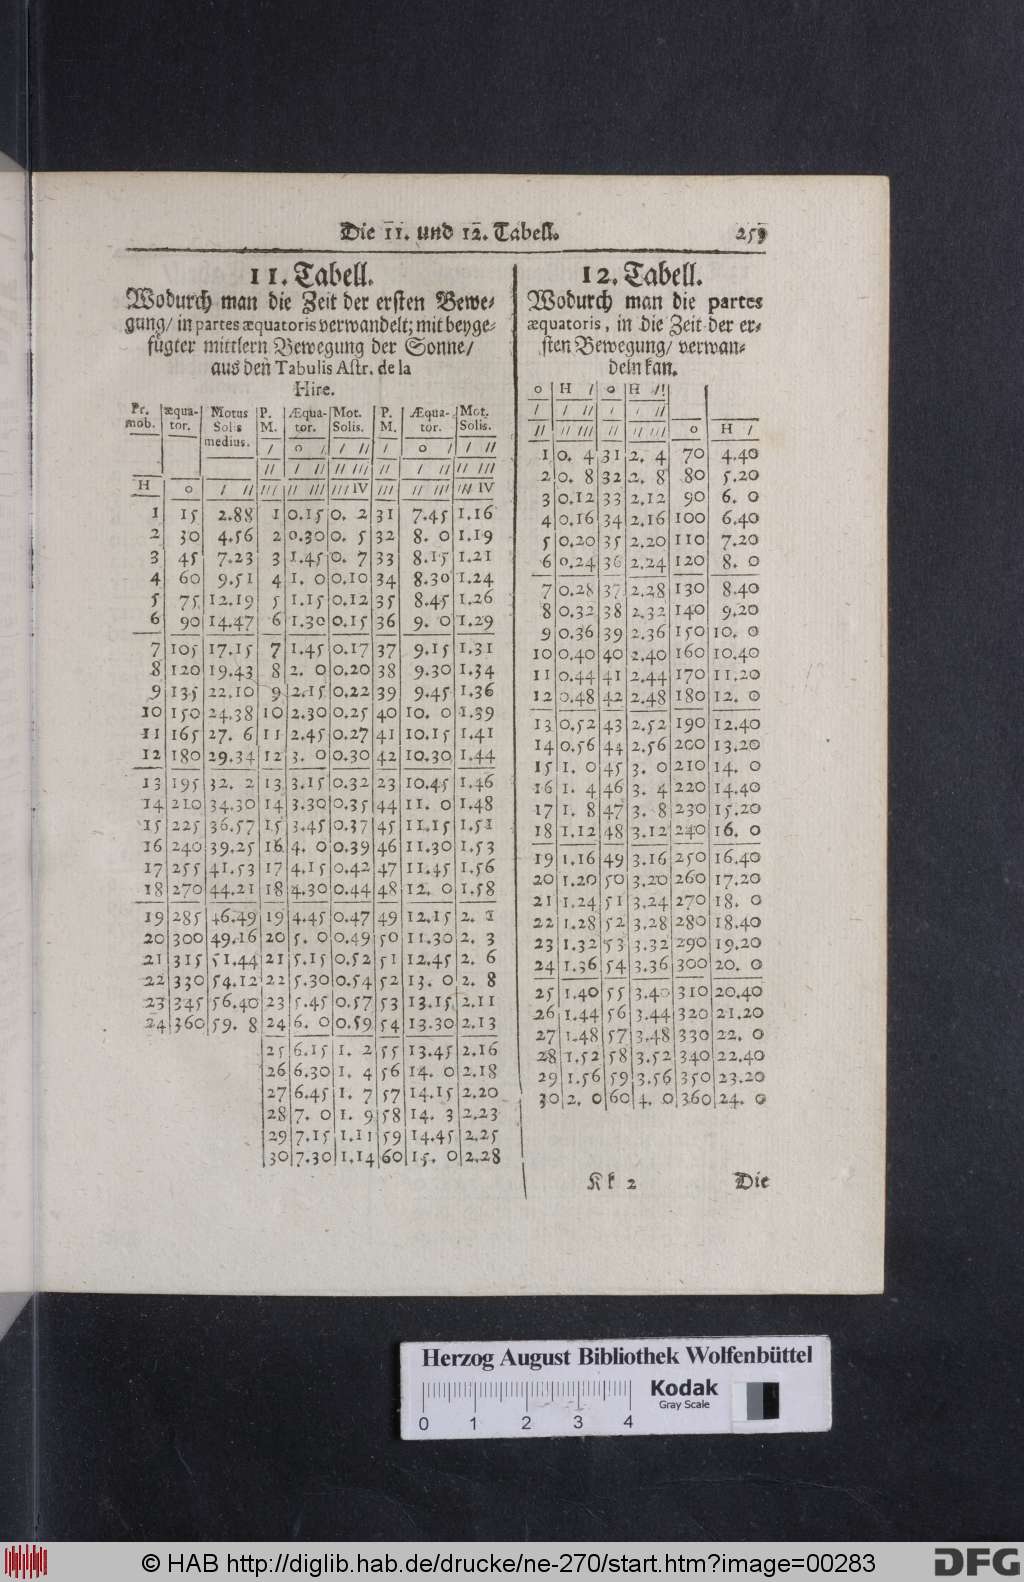 Die 11. und 12. Tabell. 259
11. Tabell.
Wodurch man die Zeit der ersten Bewe-
gung/ in partes æquatoris verwandelt; mit beyge-
fügter mittlern Bewegung der Sonne/
aus den Tabulis Astr. de la
Hire.
Pr. æqua- Motus P. Æqua- Mot. P. Æqua- Mot.
mob. tor. Solis M. tor. Solis. M. tor. Solis.
medius. / o / / // / o / / //
// / // // /// // / // // ///
H o / // /// // /// /// IV /// // /// /// IV
1 15 2.88 1 0.15 0. 2 31 7.45 1.16
2 30 4.56 2 0.30 0. 5 32 8. 0 1.19
3 45 7.23 3 1.45 0. 7 33 8.15 1.21
4 60 9.51 4 1. 0 0.10 34 8.30 1.24
5 75 12.19 5 1.15 0.12 35 8.45 1.26
6 90 14.47 6 1.30 0.15 36 9. 0 1.29
7 105 17.15 7 1.45 0.17 37 9.15 1.31
8 120 19.43 8 2. 0 0.20 38 9.30 1.34
9 135 22.10 9 2.15 0.22 39 9.45 1.36
10 150 24.38 10 2.30 0.25 40 10. 0 1.39
11 165 27. 6 11 2.45 0.27 41 10.15 1.41
12 180 29.34 12 3. 0 0.30 42 10.30 1.44
13 195 32. 2 13 3.15 0.32 23 10.45 1.46
14 210 34.30 14 3.30 0.35 44 11. 0 1.48
15 225 36.57 15 3.45 0.37 45 11.15 1.51
16 240 39.25 16 4. 0 0.39 46 11.30 1.53
17 255 41.53 17 4.15 0.42 47 11.45 1.56
18 270 44.21 18 4.30 0.44 48 12. 0 1.58
19 285 46.49 19 4.45 0.47 49 12.15 2. 1
20 300 49.16 20 5. 0 0.49 50 11.30 2. 3
21 315 51.44 21 5.15 0.52 51 12.45 2. 6
22 330 54.12 22 5.30 0.54 52 13. 0 2. 8
23 345 56.40 23 5.45 0.57 53 13.15 2.11
24 360 59. 8 24 6. 0 0.59 54 13.30 2.13
25 6.15 1. 2 55 13.45 2.16
26 6.30 1. 4 56 14. 0 2.18
27 6.45 1. 7 57 14.15 2.20
28 7. 0 1. 9 58 14. 3 2.23
29 7.15 1.11 59 14.45 2.25
30 7.30 1.14 60 15. 0 2.28
12. Tabell.
Wodurch man die partes
æquatoris, in die Zeit der er-
sten Bewegung/ verwan-
deln kan.
o H / o H /
/ / // / / //
// // /// // // /// o H /
1 0. 4 31 2. 4 70 4.40
2 0. 8 32 2. 8 80 5.20
3 0.12 33 2.12 90 6. 0
4 0.16 34 2.16 100 6.40
5 0.20 35 2.20 110 7.20
6 0.24 36 2.24 120 8. 0
7 0.28 37 2.28 130 8.40
8 0.32 38 2.32 140 9.20
9 0.36 39 2.36 150 10. 0
10 0.40 40 2.40 160 10.40
11 0.44 41 2.44 170 11.20
12 0.48 42 2.48 180 12. 0
13 0.52 43 2.52 190 12.40
14 0.56 44 2.56 200 13.20
15 1. 0 45 3. 0 210 14. 0
16 1. 4 46 3. 4 220 14.40
17 1. 8 47 3. 8 230 15.20
18 1.12 48 3.12 240 16. 0
19 1.16 49 3.16 250 16.40
20 1.20 50 3.20 260 17.20
21 1.24 51 3.24 270 18. 0
22 1.28 52 3.28 280 18.40
23 1.32 53 3.32 290 19.20
24 1.36 54 3.36 300 20. 0
25 1.40 55 3.40 310 20.40
26 1.44 56 3.44 320 21.20
27 1.48 57 3.48 330 22. 0
28 1.52 58 3.52 340 22.40
29 1.56 59 3.56 350 23.20
30 2. 0 60 4. 0 360 24. 0
Kk 2 Die
Herzog August Bibliothek Wolfenbüttel
Kodak
Gray Scale
0 1 2 3 4
© HAB http://diglib.hab.de/drucke/ne-270/start.htm?image=00283
DFG